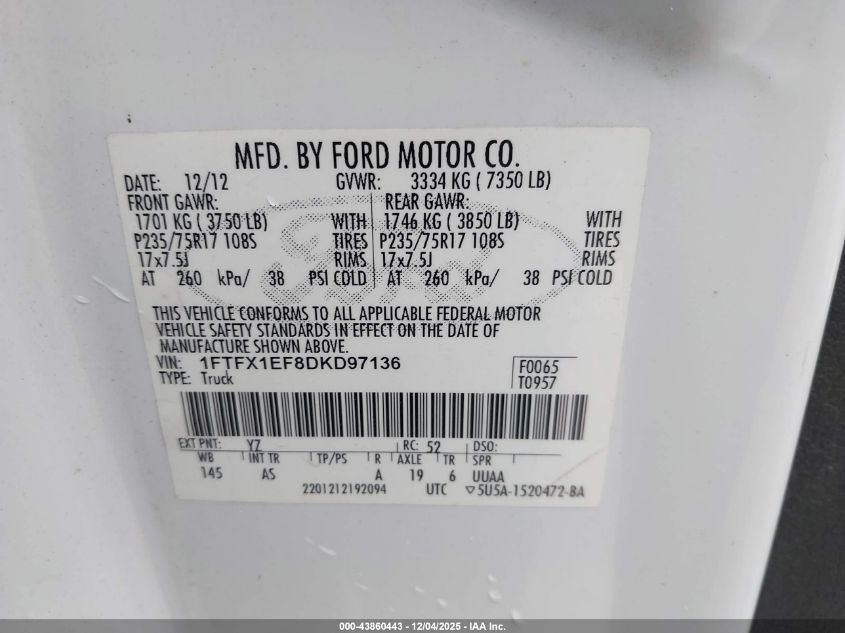 MFD. BY FORD MOTOR CO.
DATE: 12/12 GVWR: 3334 KG ( 7350 LB)
FRONT GAWR: REAR GAWR:
1701 KG ( 3750 LB) WITH 1746 KG ( 3850 LB) WITH
P235/75R17 108S TIRES P235/75R17 108S TIRES
17x7.5J RIMS 17x7.5J RIMS
AT 260 kPa/ 38 PSI COLD AT 260 kPa/ 38 PSI COLD
THIS VEHICLE CONFORMS TO ALL APPLICABLE FEDERAL MOTOR
VEHICLE SAFETY STANDARDS IN EFFECT ON THE DATE OF
MANUFACTURE SHOWN ABOVE.
VIN: 1FTFX1EF8DKD97136 F0065
TYPE: Truck T0957
EXT PNT: YZ RC: 52 DSO:
WB INT TR TP/PS R AXLE TR SPR
145 AS A 19 6 UUAA
2201212192094 UTC ▽5U5A-1520472-BA
000-43860443 - 12/04/2025 - IAA Inc.